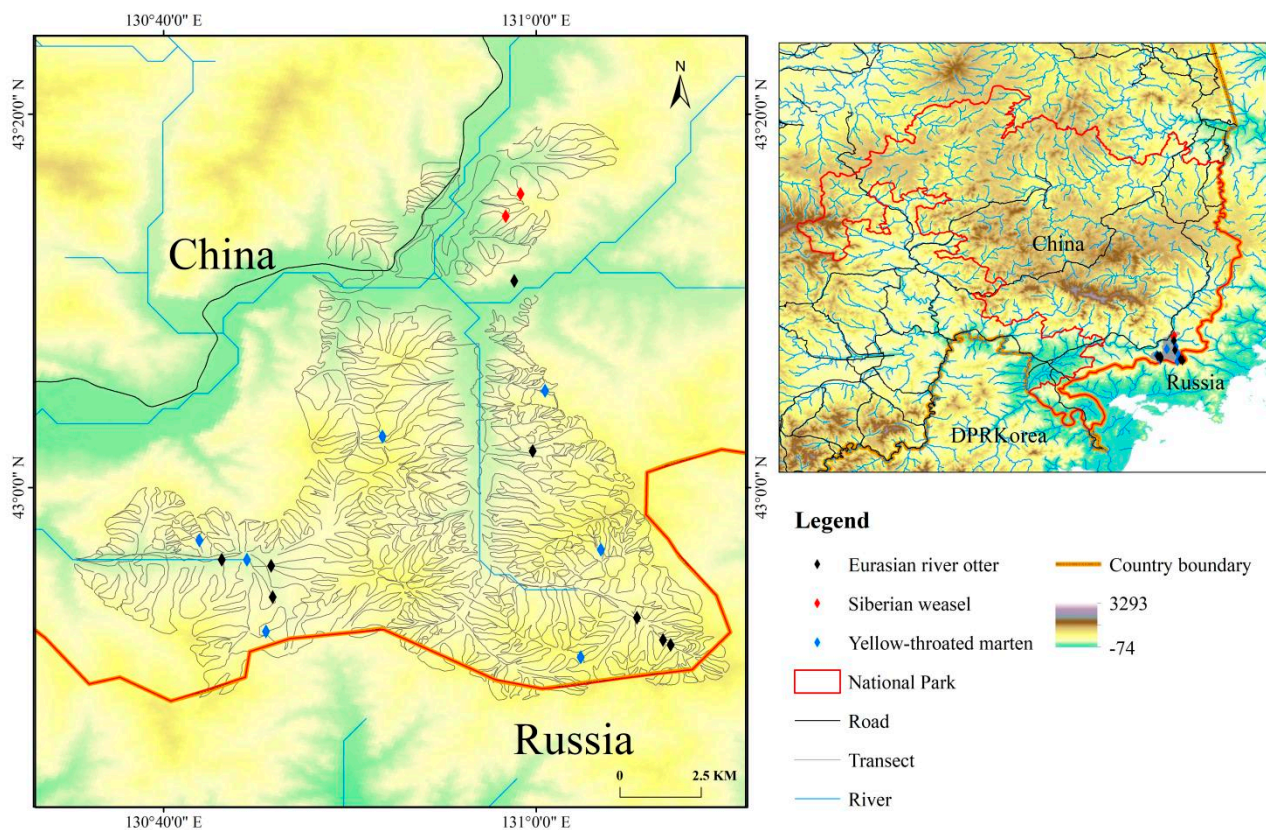 130°40'0" E
131°0'0" E
43°20'0" N
43°20'0" N
N
China
43°0'0" N
43°0'0" N
Russia
0 2.5 KM
130°40'0" E
131°0'0" E
China
Russia
DPRKorea
Legend
Eurasian river otter
Siberian weasel
Yellow-throated marten
National Park
Road
Transect
River
Country boundary
3293
-74